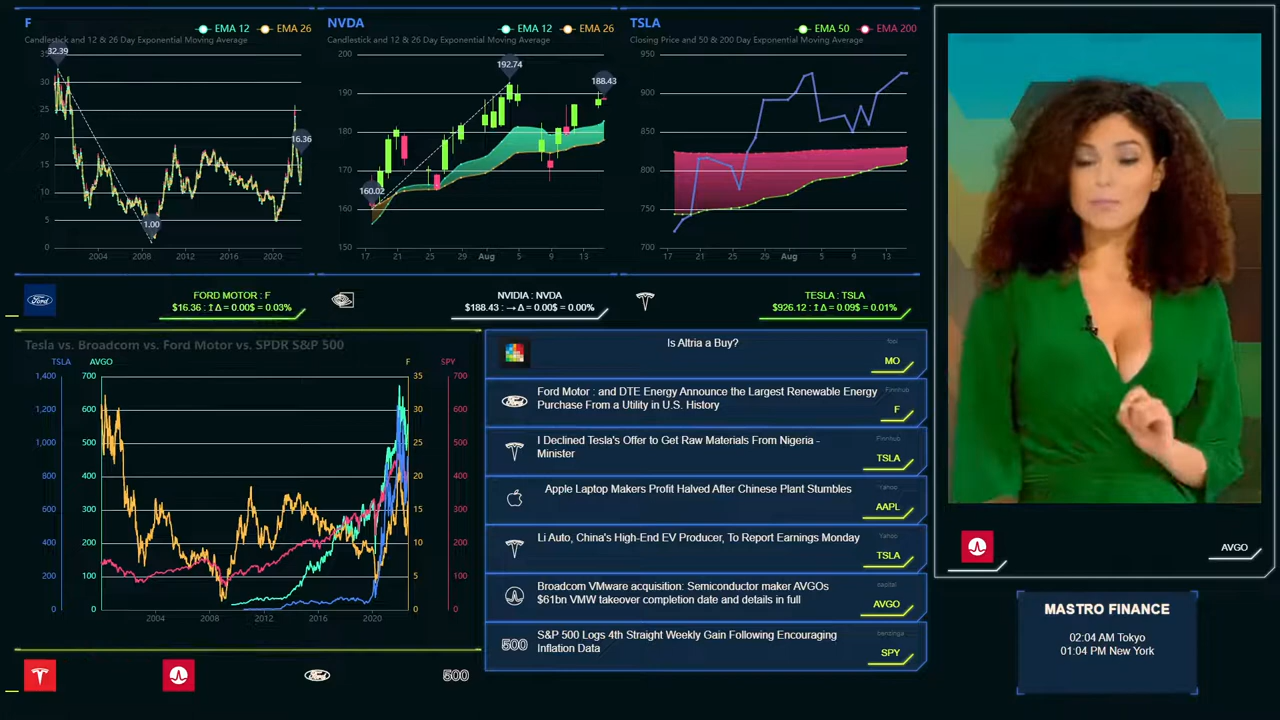 F
EMA 12
EMA 26
Candlestick and 12 & 26 Day Exponential Moving Average
35
32.39
30
25
20
16.36
15
10
5
1.00
0
2004
2008
2012
2016
2020
NVDA
EMA 12
EMA 26
Candlestick and 12 & 26 Day Exponential Moving Average
200
192.74
190
188.43
180
170
160.02
160
150
17
21
25
29
Aug
5
9
13
TSLA
EMA 50
EMA 200
Closing Price and 50 & 200 Day Exponential Moving Average
950
900
850
800
750
700
17
21
25
29
Aug
5
9
13
Ford
FORD MOTOR : F
$16.36 : ↥ Δ = 0.00$ = 0.03%
NVIDIA : NVDA
$188.43 : → Δ = 0.00$ = 0.00%
TESLA : TSLA
$926.12 : ↥ Δ = 0.09$ = 0.01%
Tesla vs. Broadcom vs. Ford Motor vs. SPDR S&P 500
TSLA
AVGO
F
SPY
1,400
700
35
700
1,200
600
30
600
1,000
500
25
500
800
400
20
400
600
300
15
300
400
200
10
200
200
100
5
100
0
0
0
0
2004
2008
2012
2016
2020
Ford
500
Is Altria a Buy?
fool
MO
Ford
Ford Motor : and DTE Energy Announce the Largest Renewable Energy
Purchase From a Utility in U.S. History
Finnhub
F
I Declined Tesla's Offer to Get Raw Materials From Nigeria -
Minister
Finnhub
TSLA
Apple Laptop Makers Profit Halved After Chinese Plant Stumbles
Yahoo
AAPL
Li Auto, China's High-End EV Producer, To Report Earnings Monday
Yahoo
TSLA
Broadcom VMware acquisition: Semiconductor maker AVGOs
$61bn VMW takeover completion date and details in full
capital
AVGO
500
S&P 500 Logs 4th Straight Weekly Gain Following Encouraging
Inflation Data
benzinga
SPY
AVGO
MASTRO FINANCE
02:04 AM Tokyo
01:04 PM New York